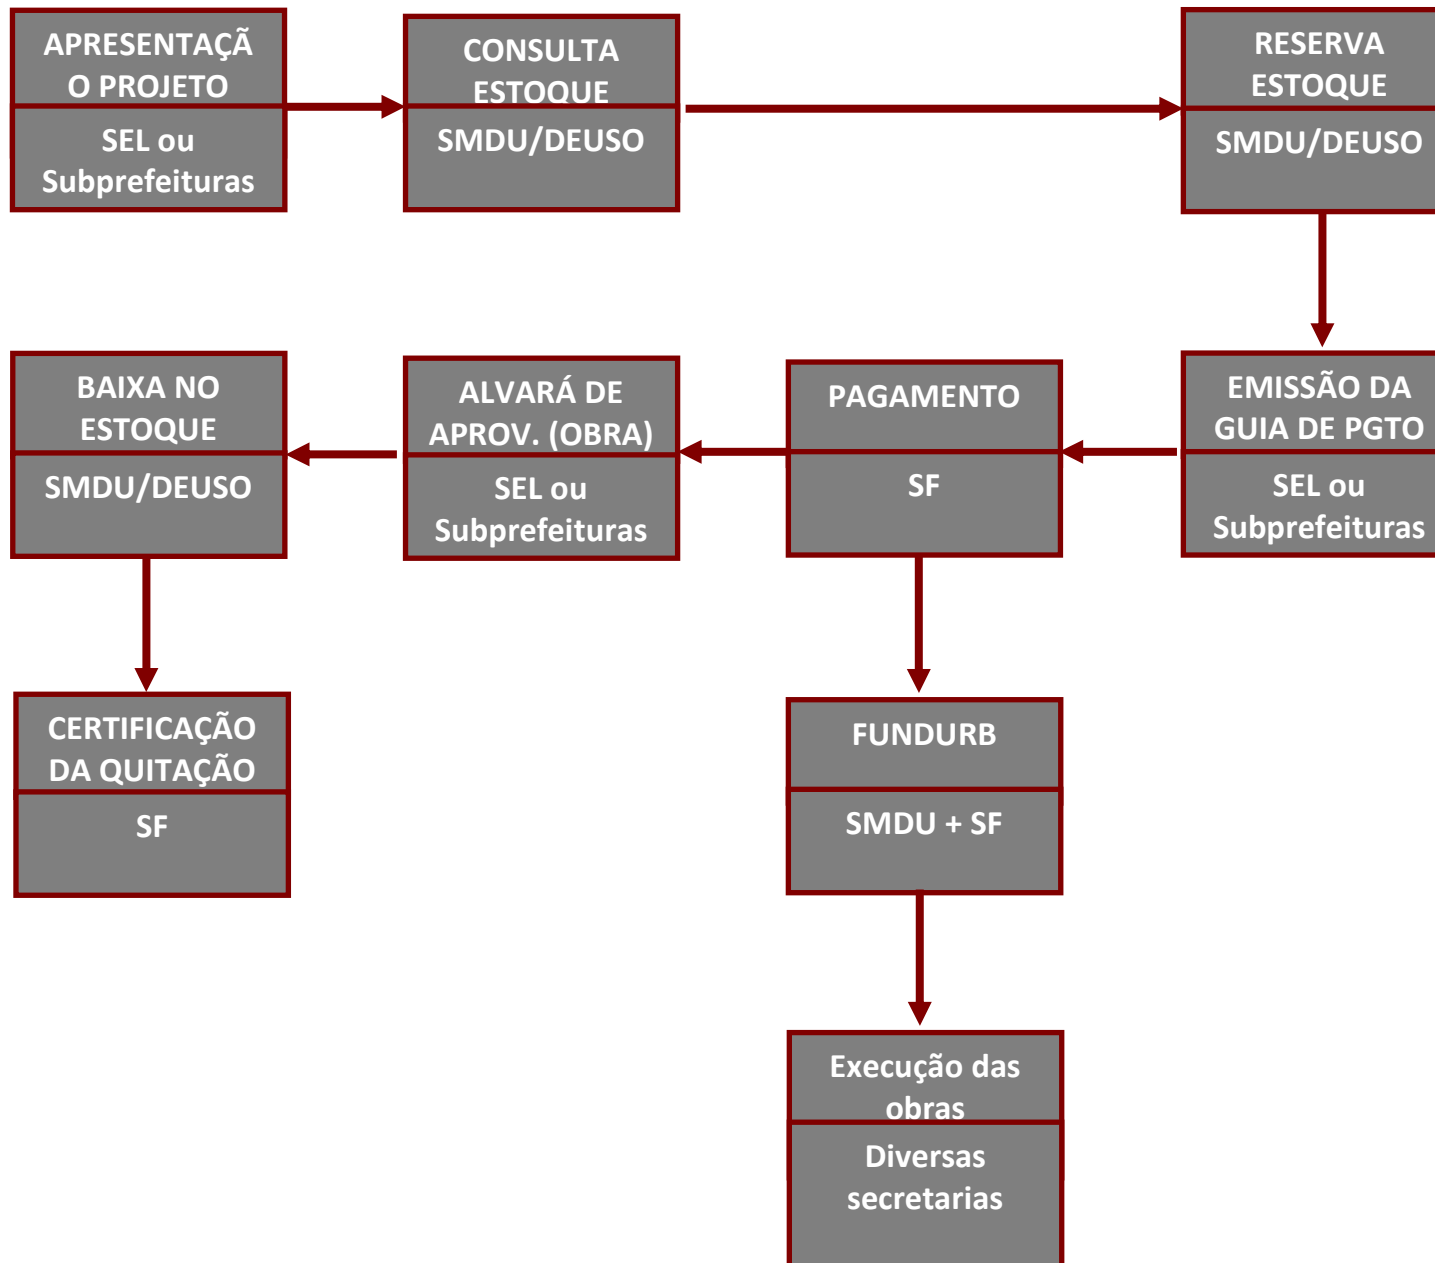 APRESENTAÇÃ
O PROJETO
SEL ou
Subprefeituras
CONSULTA
ESTOQUE
SMDU/DEUSO
RESERVA
ESTOQUE
SMDU/DEUSO
BAIXA NO
ESTOQUE
SMDU/DEUSO
ALVARÁ DE
APROV. (OBRA)
SEL ou
Subprefeituras
PAGAMENTO
SF
EMISSÃO DA
GUIA DE PGTO
SEL ou
Subprefeituras
CERTIFICAÇÃO
DA QUITAÇÃO
SF
FUNDURB
SMDU + SF
Execução das
obras
Diversas
secretarias